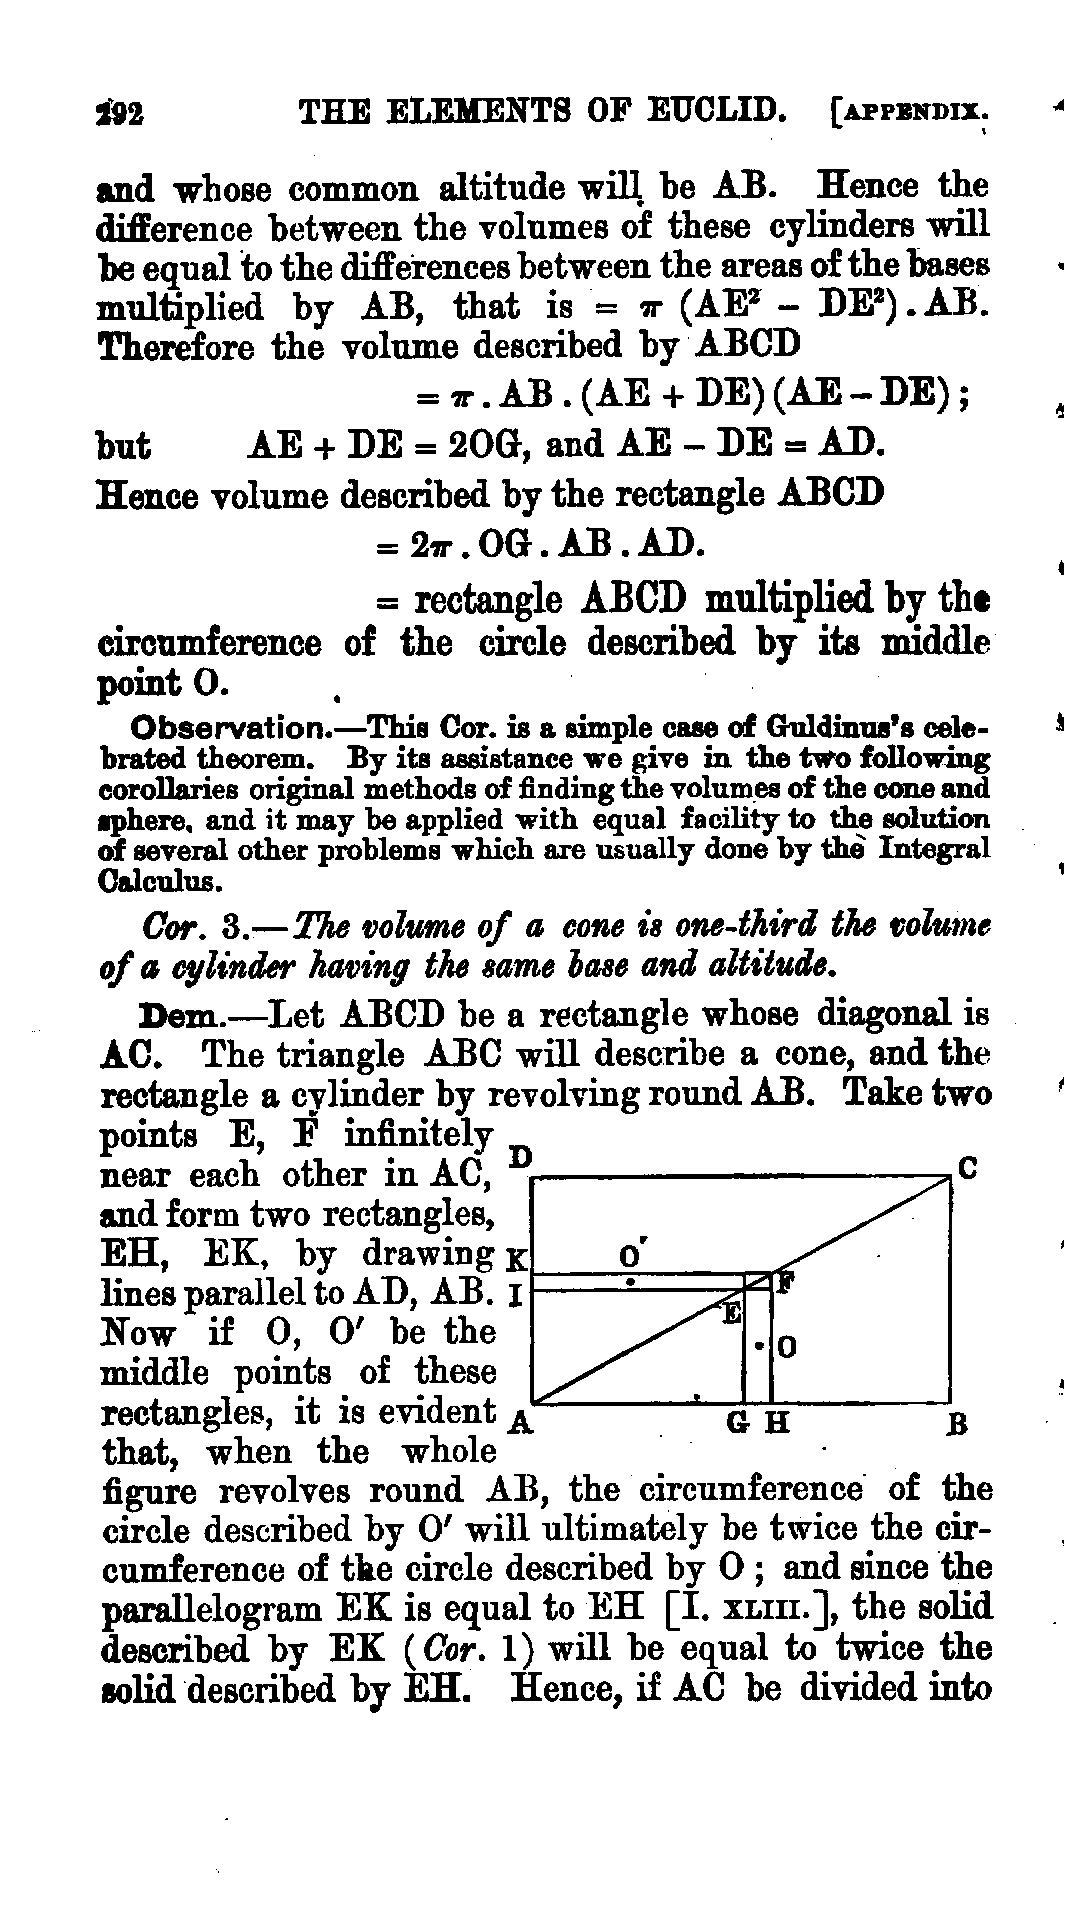 292 THE ELEMENTS OF EUCLID. [APPENDIX.
and whose common altitude will be AB. Hence the
difference between the volumes of these cylinders will
be equal to the differences between the areas of the bases
multiplied by AB, that is = π (AE² − DE²) . AB.
Therefore the volume described by ABCD
= π . AB . (AE + DE) (AE − DE) ;
but AE + DE = 2OG, and AE − DE = AD.
Hence volume described by the rectangle ABCD
= 2π . OG . AB . AD.
= rectangle ABCD multiplied by the
circumference of the circle described by its middle
point O.
Observation.—This Cor. is a simple case of Guldinus's cele-
brated theorem. By its assistance we give in the two following
corollaries original methods of finding the volumes of the cone and
sphere, and it may be applied with equal facility to the solution
of several other problems which are usually done by the Integral
Calculus.
Cor. 3.—The volume of a cone is one-third the volume
of a cylinder having the same base and altitude.
Dem.—Let ABCD be a rectangle whose diagonal is
AC. The triangle ABC will describe a cone, and the
rectangle a cylinder by revolving round AB. Take two
points E, F infinitely
near each other in AC,
and form two rectangles,
EH, EK, by drawing
lines parallel to AD, AB.
Now if O, O′ be the
middle points of these
rectangles, it is evident
that, when the whole
D C
K O′
I F
E
O
A G H B
figure revolves round AB, the circumference of the
circle described by O′ will ultimately be twice the cir-
cumference of the circle described by O ; and since the
parallelogram EK is equal to EH [I. XLIII.], the solid
described by EK (Cor. 1) will be equal to twice the
solid described by EH. Hence, if AC be divided into